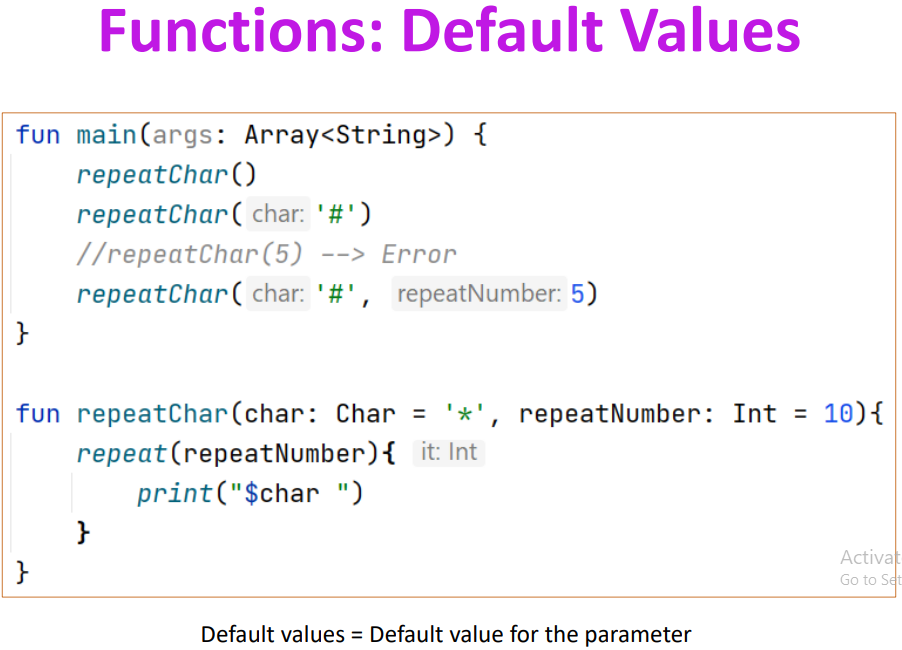 Functions: Default Values
fun main(args: Array<String>) {
    repeatChar()
    repeatChar( char: '#')
    //repeatChar(5) --> Error
    repeatChar( char: '#', repeatNumber: 5)
}
fun repeatChar(char: Char = '*', repeatNumber: Int = 10){
    repeat(repeatNumber){ it: Int
        print("$char ")
    }
}
Activat
Go to Set
Default values = Default value for the parameter